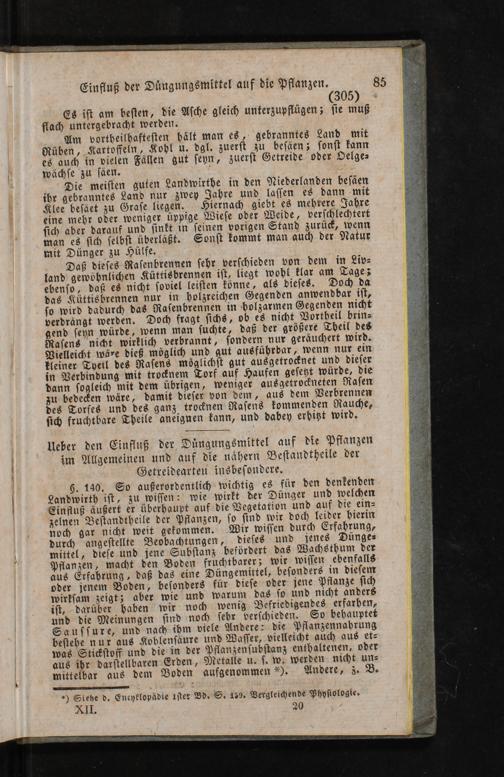 Einfluß der Düngungsmittel auf die Pflanzen. 85
(305)
Es ist am besten, die Asche gleich unterzupflügen; sie muß
flach untergebracht werden.
Am vortheilhaftesten hält man es, gebranntes Land mit
Rüben, Kartoffeln, Kohl u. dgl. zuerst zu besäen; sonst kann
es auch in vielen Fällen gut seyn, zuerst Getreide oder Oelge-
wächse zu säen.
Die meisten guten Landwirthe in den Niederlanden besäen
ihr gebranntes Land nur zwey Jahre und lassen es dann mit
Klee besäet zu Grase liegen. Hiernach giebt es mehrere Jahre
eine mehr oder weniger üppige Wiese oder Weide, verschlechtert
sich aber darauf und sinkt in seinen vorigen Stand zurück, wenn
man es sich selbst überläßt. Sonst kommt man auch der Natur
mit Dünger zu Hülfe.
Daß dieses Rasenbrennen sehr verschieden von dem in Liv-
land gewöhnlichen Küttisbrennen ist, liegt wohl klar am Tage;
ebenso, daß es nicht soviel leisten könne, als dieses. Doch da
das Küttisbrennen nur in holzreichen Gegenden anwendbar ist,
so wird dadurch das Rasenbrennen in holzarmen Gegenden nicht
verdrängt werden. Doch fragt sichs, ob es nicht Vortheil brin-
gend seyn würde, wenn man suchte, daß der größere Theil des
Rasens nicht wirklich verbrannt, sondern nur geräuchert wird.
Vielleicht wäre dieß möglich und gut ausführbar, wenn nur ein
kleiner Theil des Rasens möglichst gut ausgetrocknet und dieser
in Verbindung mit trocknem Torf auf Haufen gesetzt würde, die
dann sogleich mit dem übrigen, weniger ausgetrockneten Rasen
zu bedecken wäre, damit dieser von dem, aus dem Verbrennen
des Torfes und des ganz trocknen Rasens kommenden Rauche,
sich fruchtbare Theile aneignen kann, und dabey erhitzt wird.
Ueber den Einfluß der Düngungsmittel auf die Pflanzen
im Allgemeinen und auf die nähern Bestandtheile der
Getreidearten insbesondere.
§. 140. So außerordentlich wichtig es für den denkenden
Landwirth ist, zu wissen: wie wirkt der Dünger und welchen
Einfluß äußert er überhaupt auf die Vegetation und auf die ein-
zelnen Bestandtheile der Pflanzen, so sind wir doch leider hierin
noch gar nicht weit gekommen. Wir wissen durch Erfahrung,
durch angestellte Beobachtungen, dieses und jenes Dünge-
mittel, diese und jene Substanz befördert das Wachsthum der
Pflanzen, macht den Boden fruchtbarer; wir wissen ebenfalls
aus Erfahrung, daß das eine Düngemittel, besonders in diesem
oder jenem Boden, besonders für diese oder jene Pflanze sich
wirksam zeigt; aber wie und warum das so und nicht anders
ist, darüber haben wir noch wenig Befriedigendes erfahren,
und die Meinungen sind noch sehr verschieden. So behauptet
Saussure, und nach ihm viele Andere: die Pflanzennahrung
bestehe nur aus Kohlensäure und Wasser, vielleicht auch aus et-
was Stickstoff und die in der Pflanzensubstanz enthaltenen, oder
aus ihr darstellbaren Erden, Metalle u. s. w. werden nicht un-
mittelbar aus dem Boden aufgenommen *). Andere, z. B.
*) Siehe d. Encyklopädie 1ster Bd. S. 159. Vergleichende Physiologie.
XII. 20